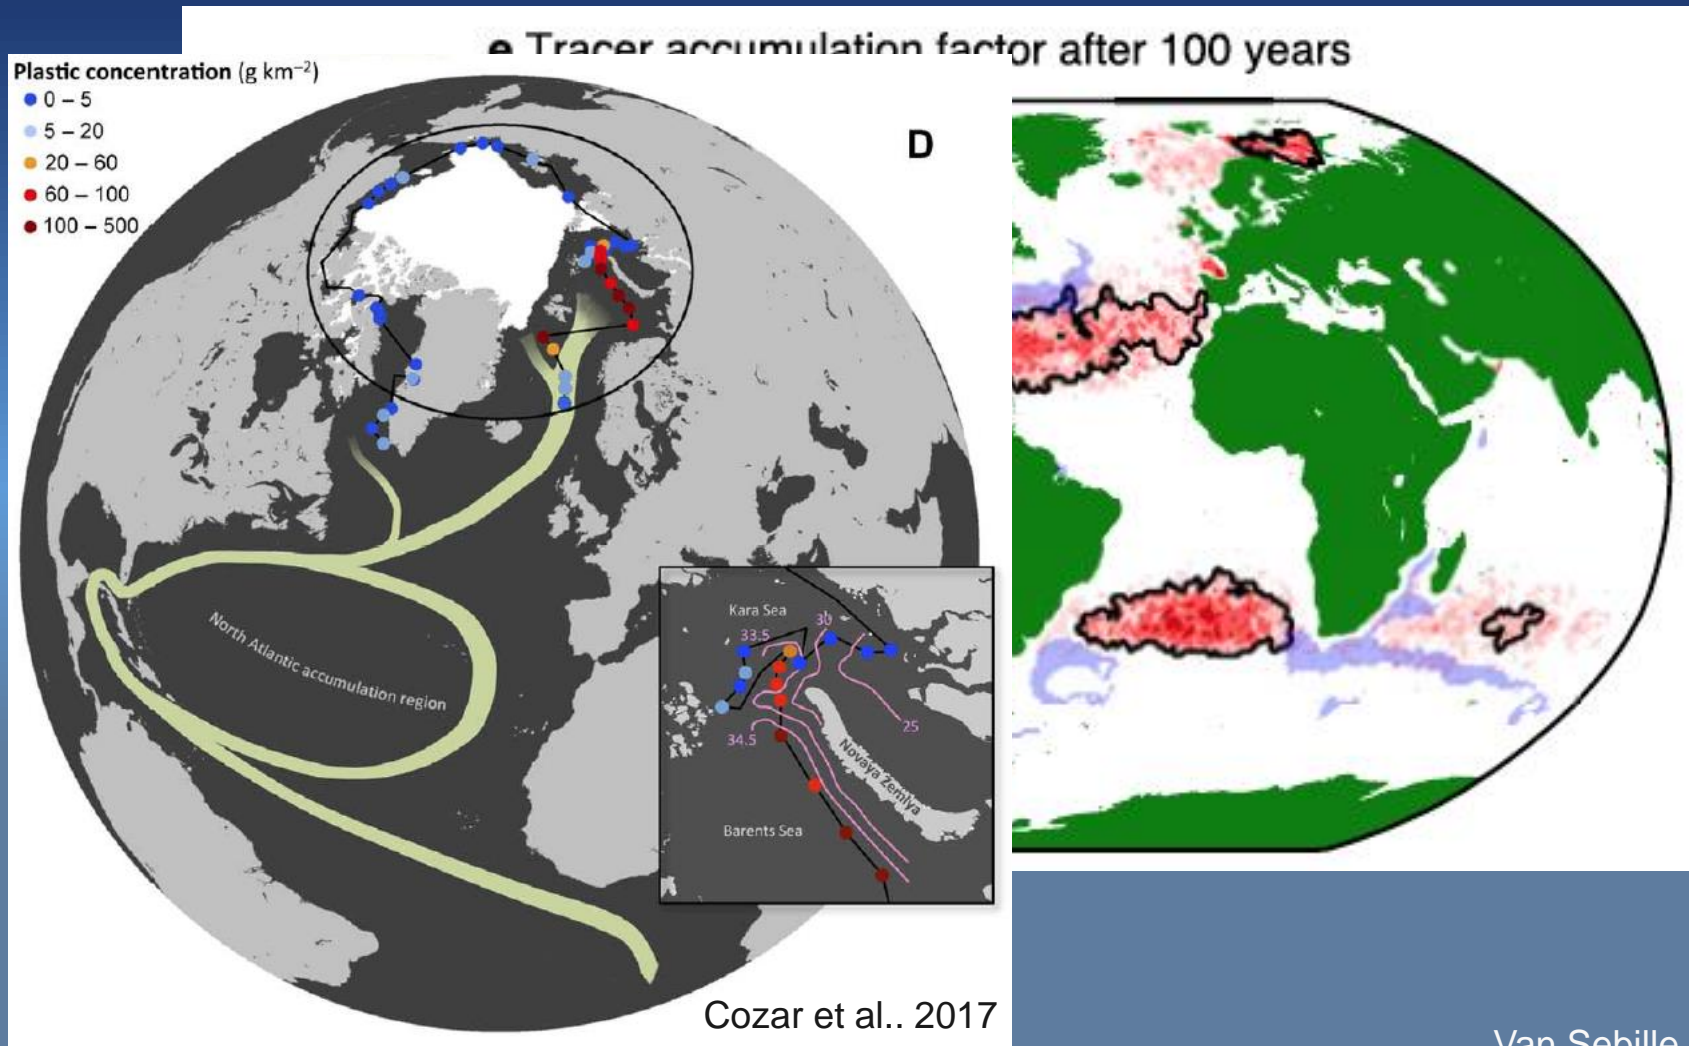 e Tracer accumulation factor after 100 years
Plastic concentration (g km⁻²)
0 – 5
5 – 20
20 – 60
60 – 100
100 – 500
D
North Atlantic accumulation region
Kara Sea
30
33.5
25
34.5
Novaya Zemlya
Barents Sea
Cozar et al.. 2017
Van Sebille